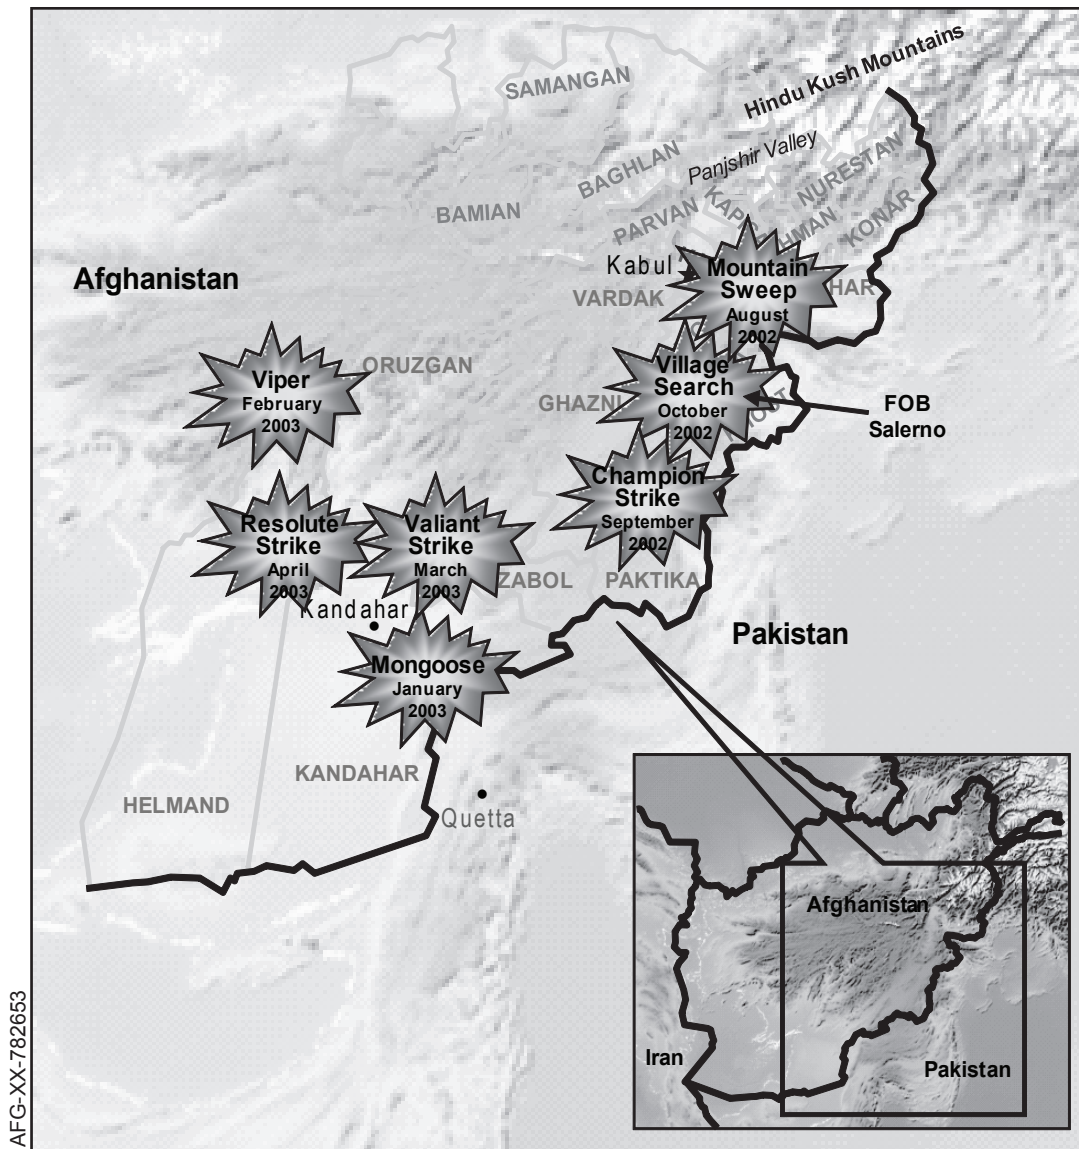 SAMANGAN
Hindu Kush Mountains
Panjshir Valley
BAGHLAN
NURESTAN
BAMIAN
PARVAN
KONAR
Kabul
Afghanistan
VARDAK
HAR
Mountain
Sweep
August
2002
ORUZGAN
Viper
February
2003
GHAZNI
Village
Search
October
2002
FOB
Salerno
Champion
Strike
September
2002
Resolute
Strike
April
2003
Valiant
Strike
March
2003
ZABOL
PAKTIKA
Kandahar
Pakistan
Mongoose
January
2003
KANDAHAR
HELMAND
Quetta
Afghanistan
Iran
Pakistan
AFG-XX-782653